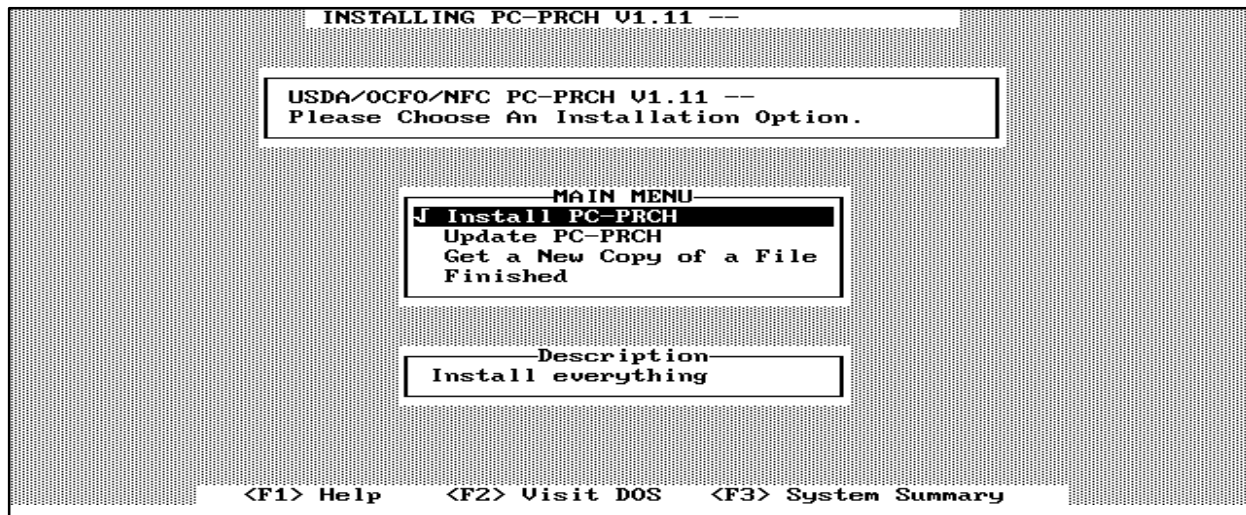 INSTALLING PC-PRCH V1.11 --
USDA/OCFO/NFC PC-PRCH V1.11 --
Please Choose An Installation Option.
MAIN MENU
√ Install PC-PRCH
Update PC-PRCH
Get a New Copy of a File
Finished
Description
Install everything
<F1> Help <F2> Visit DOS <F3> System Summary